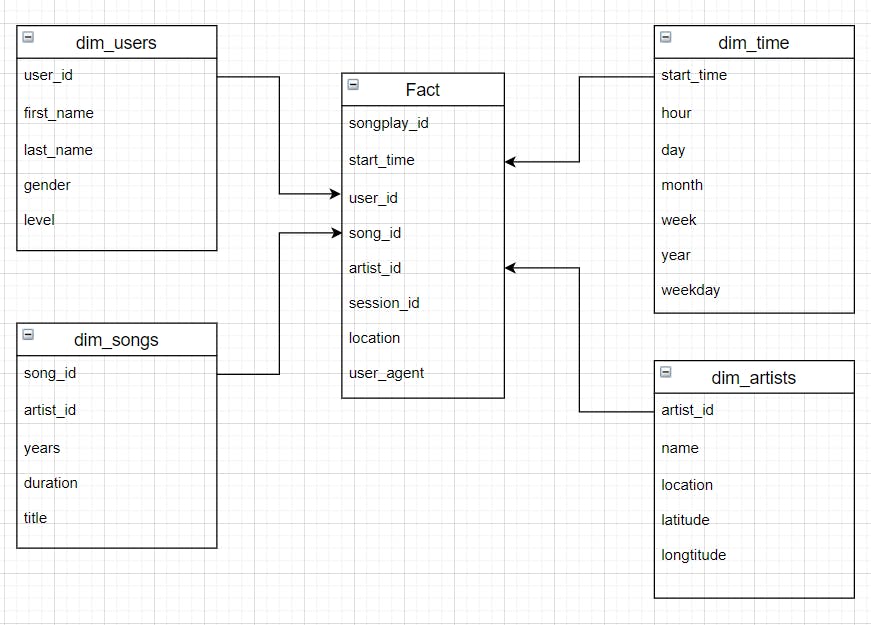 dim_users
user_id
first_name
last_name
gender
level
dim_songs
song_id
artist_id
years
duration
title
Fact
songplay_id
start_time
user_id
song_id
artist_id
session_id
location
user_agent
dim_time
start_time
hour
day
month
week
year
weekday
dim_artists
artist_id
name
location
latitude
longtitude